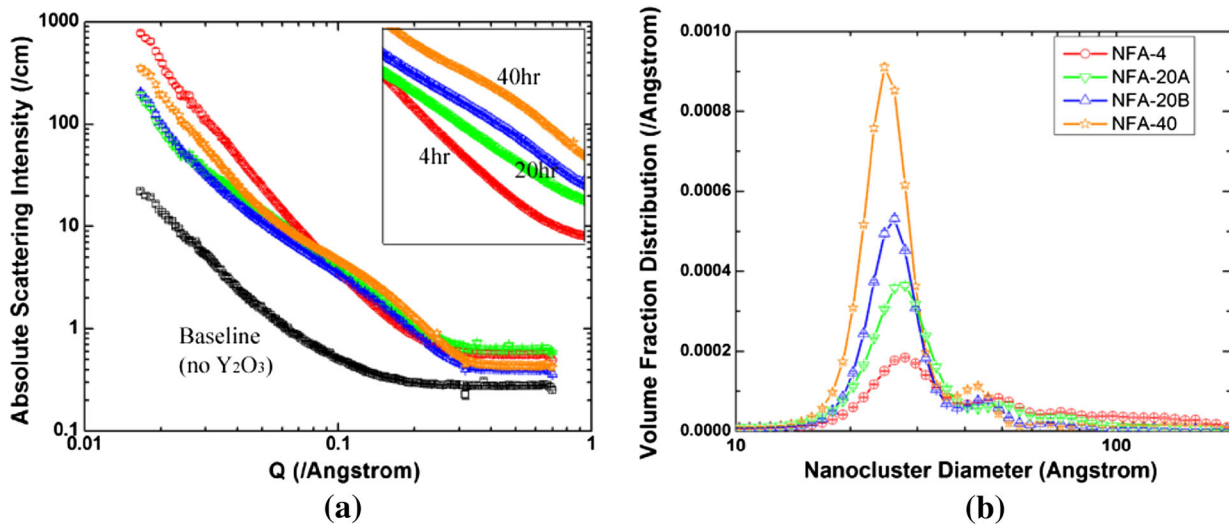 1000
100
10
1
0.1
0.01
0.1
1
Absolute Scattering Intensity (/cm)
Q (/Angstrom)
40hr
20hr
4hr
Baseline
(no Y₂O₃)
(a)
0.0010
0.0008
0.0006
0.0004
0.0002
0.0000
10
100
Volume Fraction Distribution (/Angstrom)
Nanocluster Diameter (Angstrom)
NFA-4
NFA-20A
NFA-20B
NFA-40
(b)